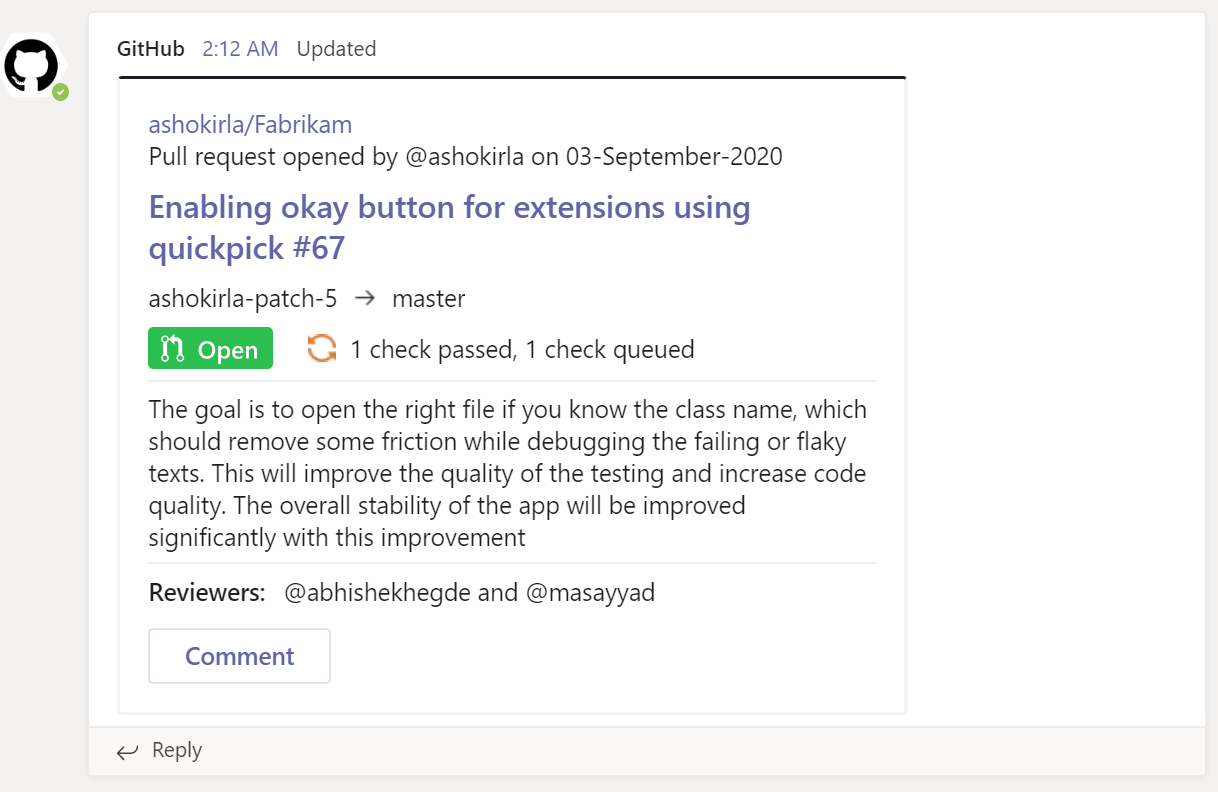 GitHub 2:12 AM Updated
ashokirla/Fabrikam
Pull request opened by @ashokirla on 03-September-2020
Enabling okay button for extensions using
quickpick #67
ashokirla-patch-5 → master
Open 1 check passed, 1 check queued
The goal is to open the right file if you know the class name, which
should remove some friction while debugging the failing or flaky
texts. This will improve the quality of the testing and increase code
quality. The overall stability of the app will be improved
significantly with this improvement
Reviewers: @abhishekhegde and @masayyad
Comment
Reply